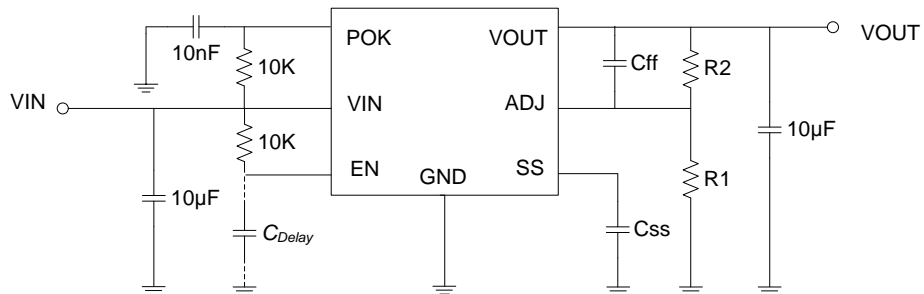 POK
VOUT
VOUT
10nF
10K
Cff
R2
VIN
VIN
ADJ
10K
10µF
EN
SS
R1
GND
10µF
CDelay
Css